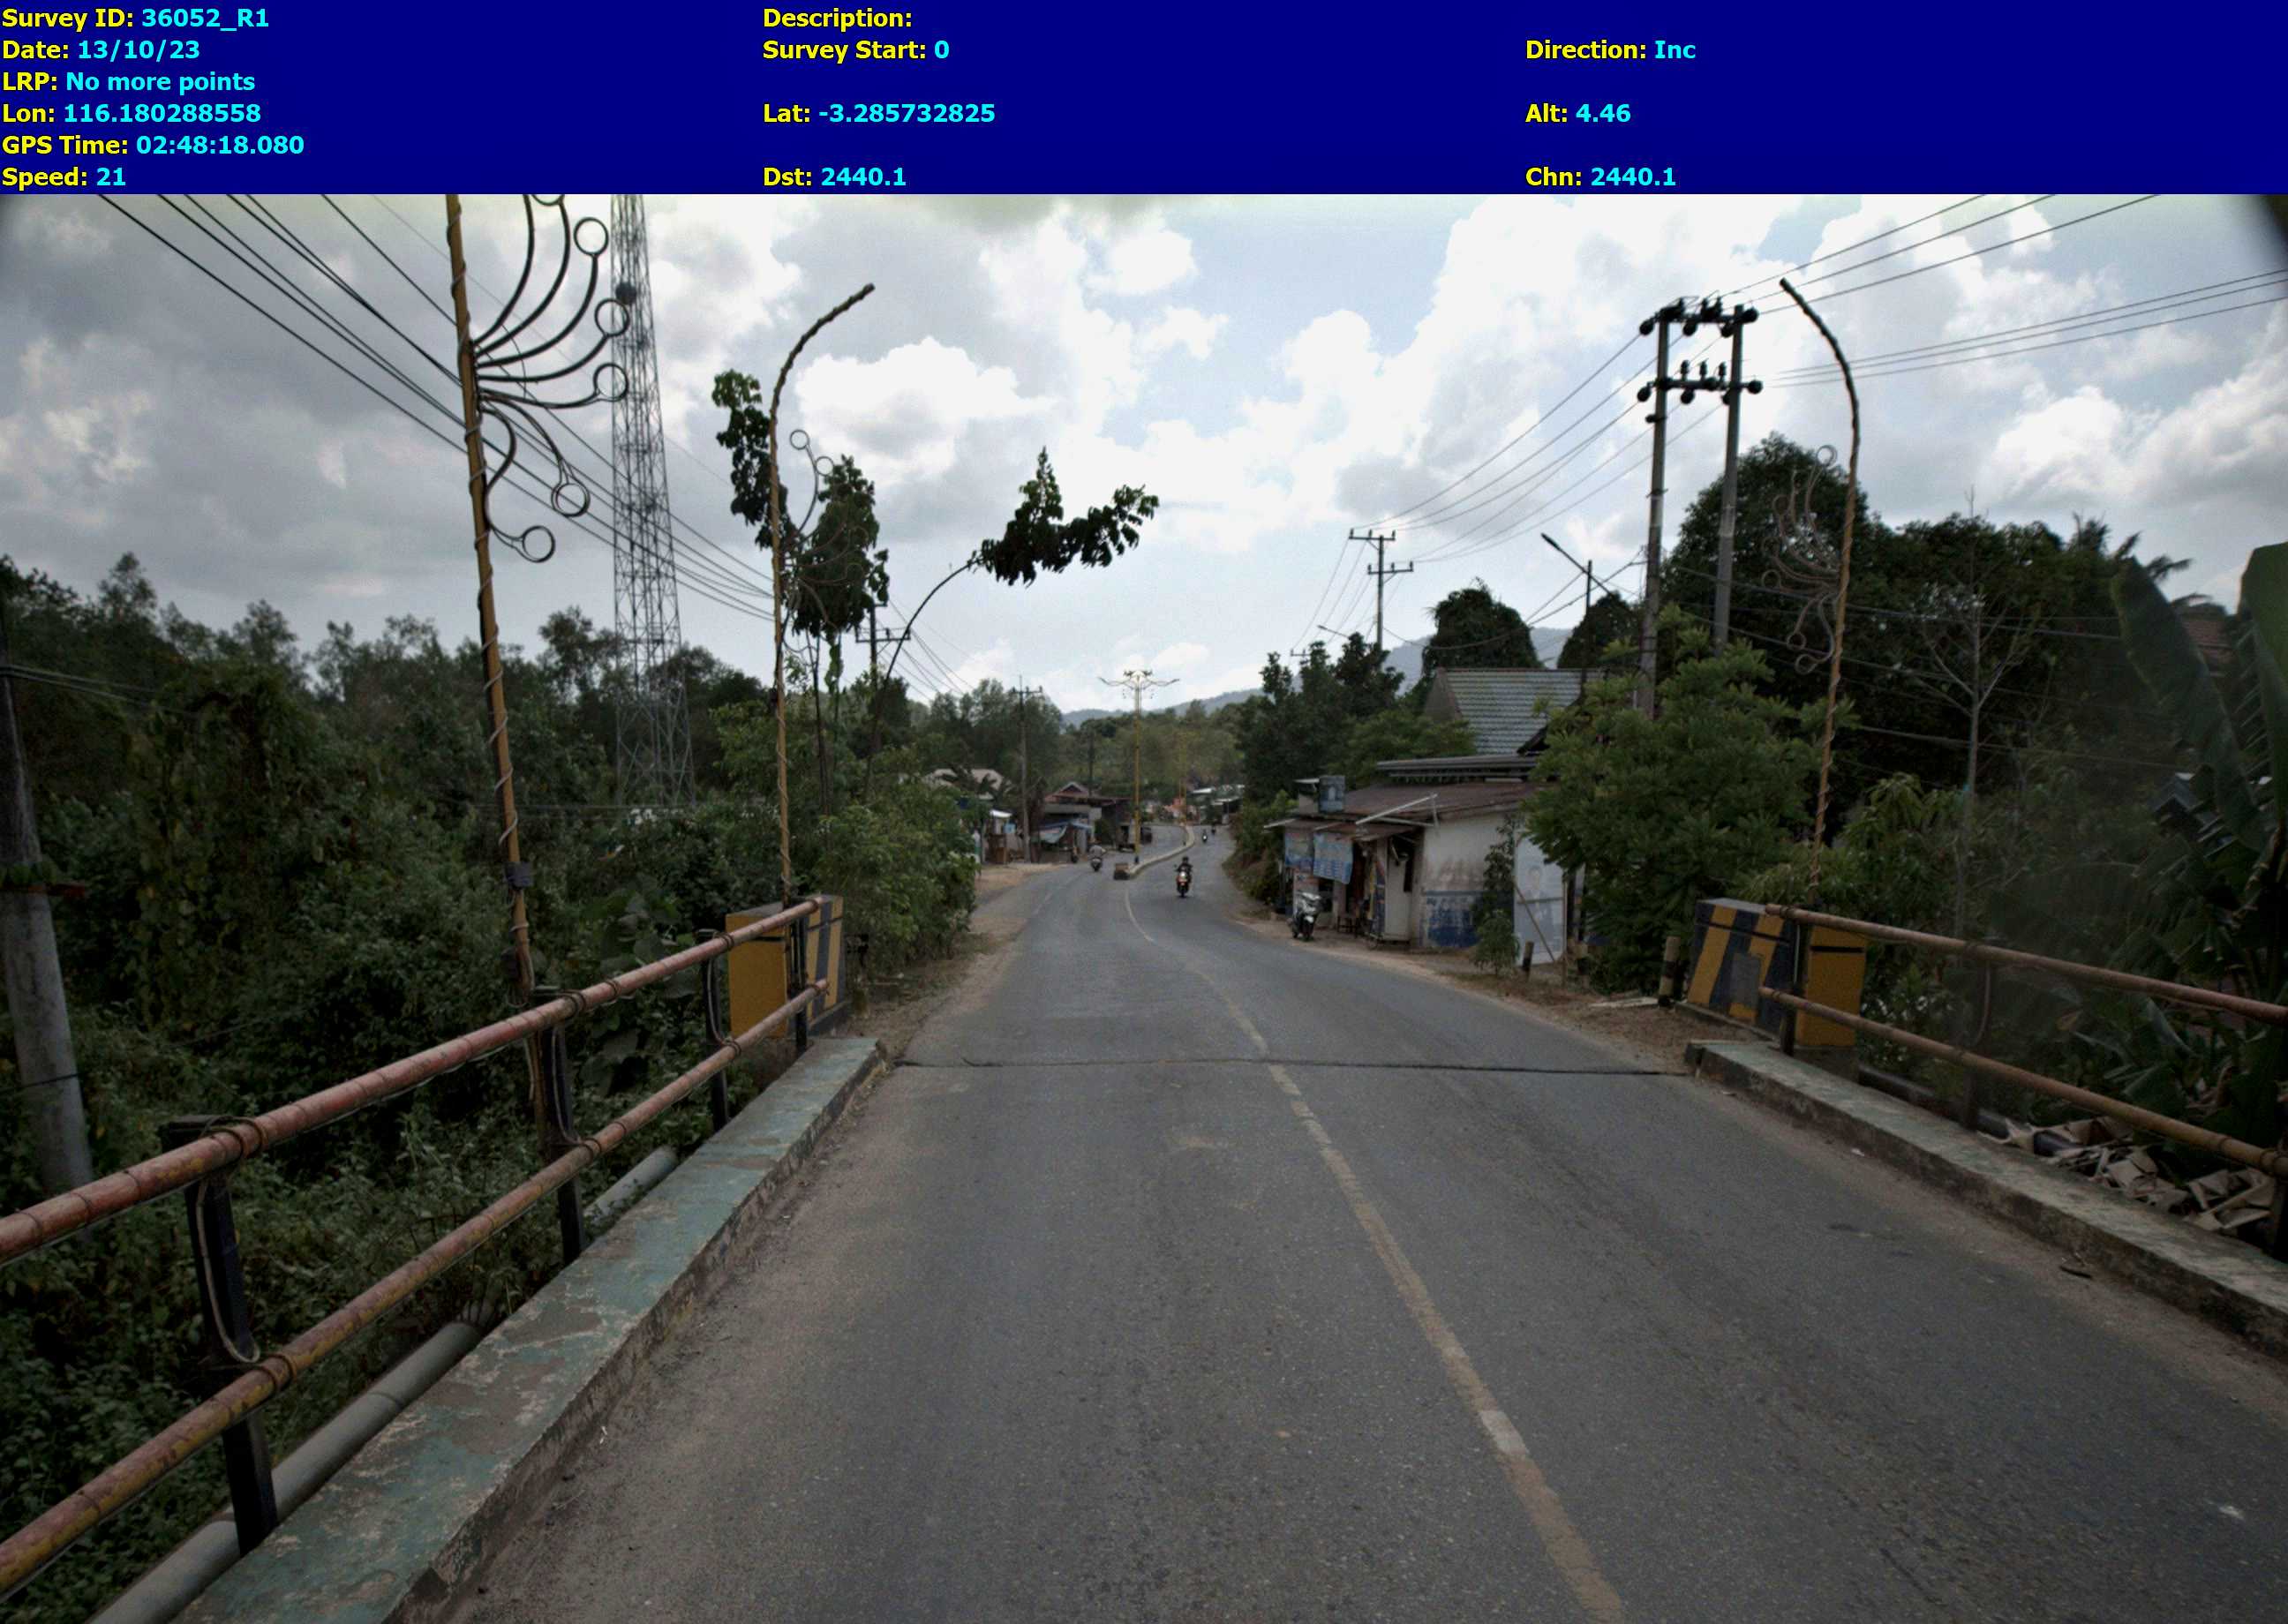 Survey ID: 36052_R1
Description:
Date: 13/10/23
Survey Start: 0
Direction: Inc
LRP: No more points
Lon: 116.180288558
Lat: -3.285732825
Alt: 4.46
GPS Time: 02:48:18.080
Speed: 21
Dst: 2440.1
Chn: 2440.1